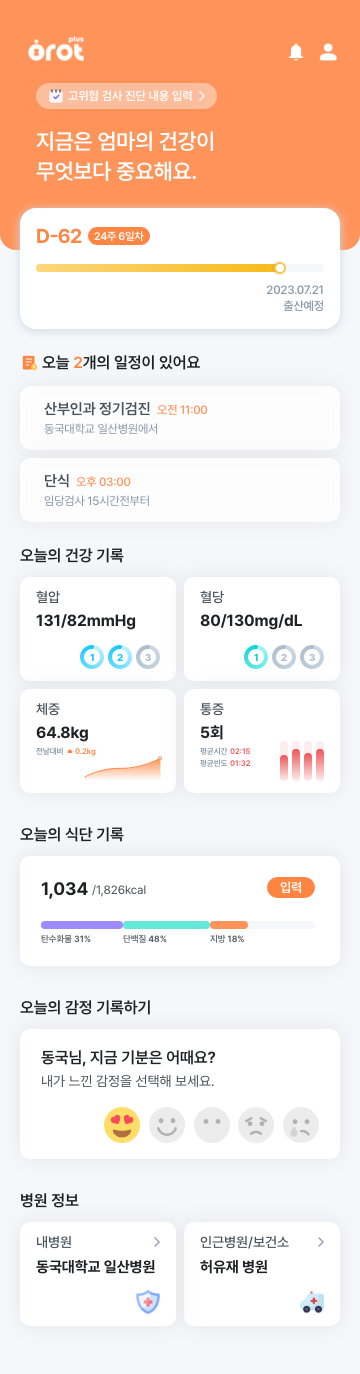 orot plus
고위험 검사 진단 내용 입력
지금은 엄마의 건강이
무엇보다 중요해요.
D-62 24주 6일차
2023.07.21
출산예정
오늘 2개의 일정이 있어요
산부인과 정기검진 오전 11:00
동국대학교 일산병원에서
단식 오후 03:00
임당검사 15시간전부터
오늘의 건강 기록
혈압
131/82mmHg
1 2 3
혈당
80/130mg/dL
1 2 3
체중
64.8kg
전날대비 0.2kg
통증
5회
평균시간 02:15
평균빈도 01:32
오늘의 식단 기록
1,034 /1,826kcal 입력
탄수화물 31% 단백질 48% 지방 18%
오늘의 감정 기록하기
동국님, 지금 기분은 어때요?
내가 느낀 감정을 선택해 보세요.
병원 정보
내병원
동국대학교 일산병원
인근병원/보건소
허유재 병원